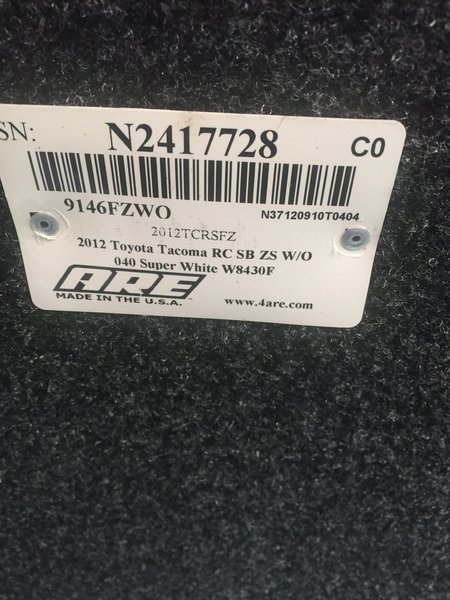 SN: N2417728 C0
9146FZWO N37120910T0404
2012TCRSFZ
2012 Toyota Tacoma RC SB ZS W/O
040 Super White W8430F
ARE
MADE IN THE U.S.A. www.4are.com